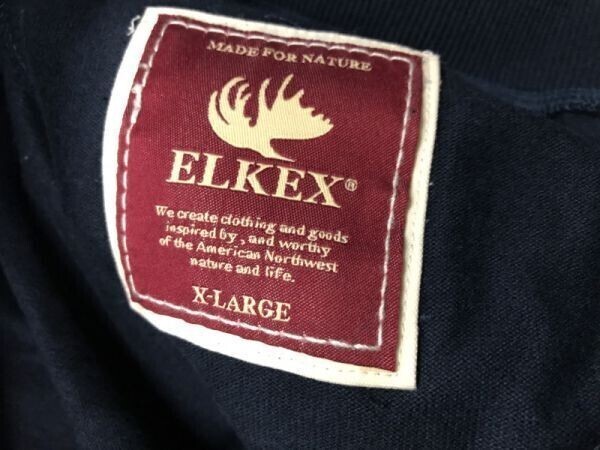 MADE FOR NATURE
ELKEX®
We create clothing and goods
inspired by, and worthy
of the American Northwest
nature and life.
X-LARGE